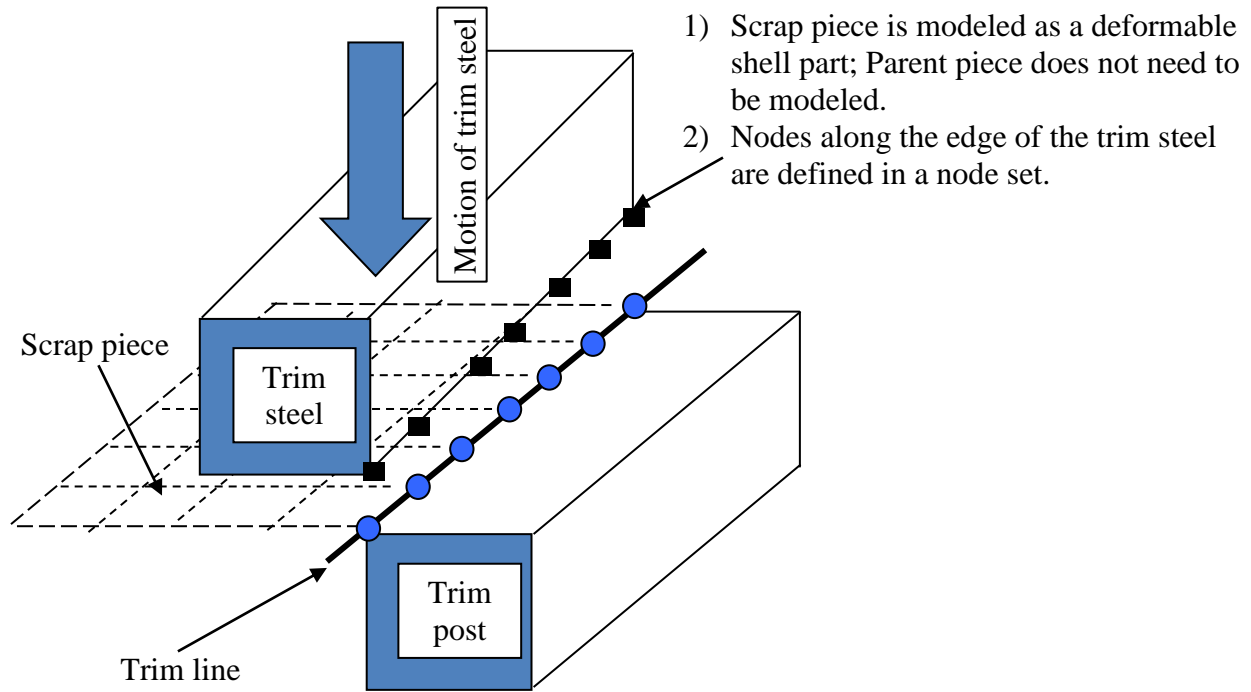 1) Scrap piece is modeled as a deformable
shell part; Parent piece does not need to
be modeled.
2) Nodes along the edge of the trim steel
are defined in a node set.
Motion of trim steel
Scrap piece
Trim
steel
Trim
post
Trim line